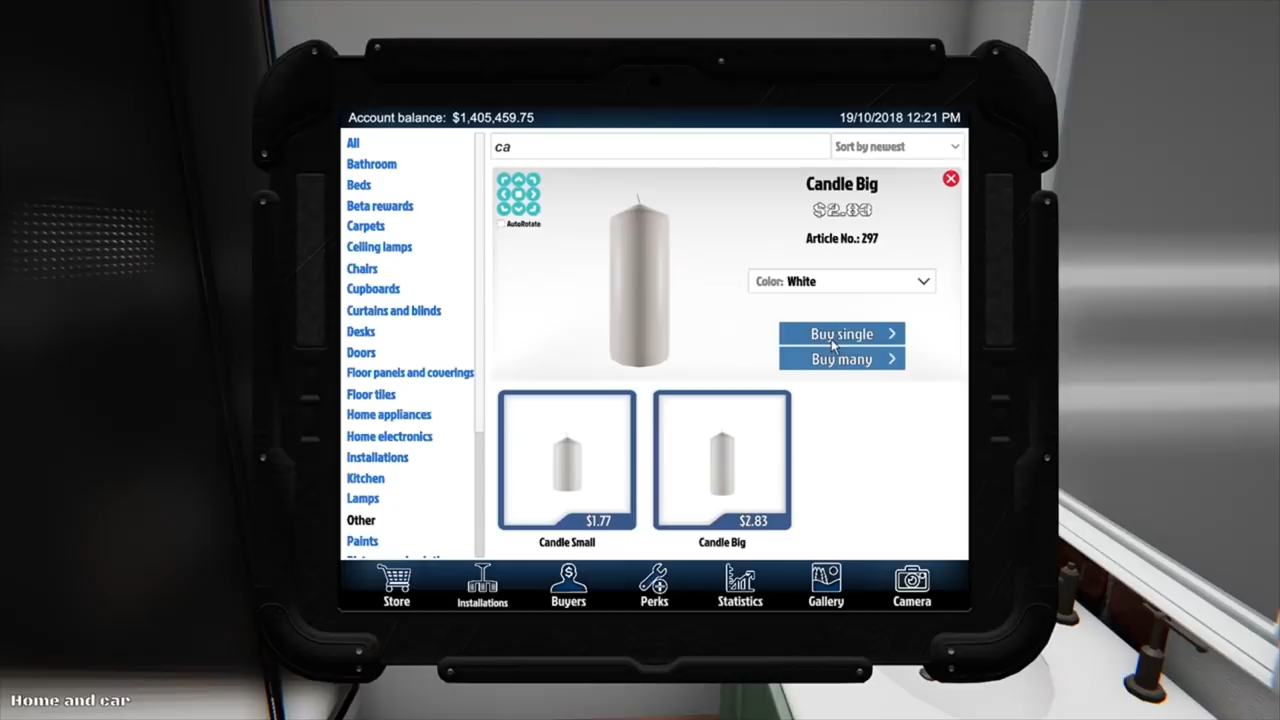 Account balance: $1,405,459.75
19/10/2018 12:21 PM
All
Bathroom
Beds
Beta rewards
Carpets
Ceiling lamps
Chairs
Cupboards
Curtains and blinds
Desks
Doors
Floor panels and coverings
Floor tiles
Home appliances
Home electronics
Installations
Kitchen
Lamps
Other
Paints
ca
Sort by newest
AutoRotate
Candle Big
$2.83
Article No.: 297
Color: White
Buy single
Buy many
$1.77
$2.83
Candle Small
Candle Big
Store
Installations
Buyers
Perks
Statistics
Gallery
Camera
Home and car